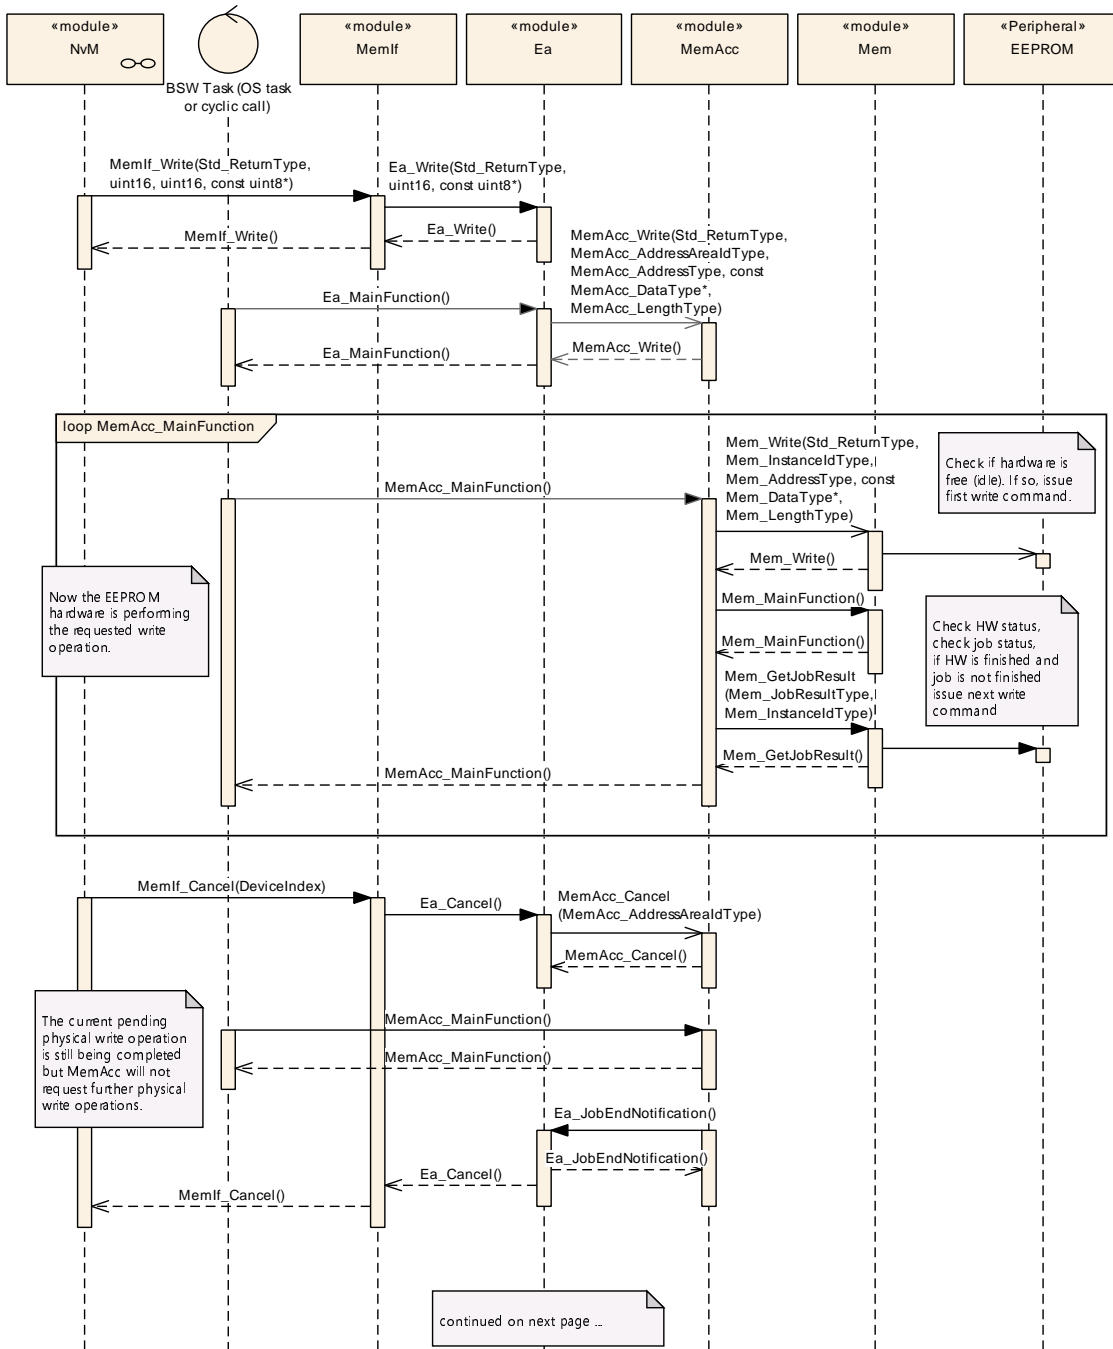 «module»
NvM
BSW Task (OS task
or cyclic call)
«module»
MemIf
«module»
Ea
«module»
MemAcc
«module»
Mem
«Peripheral»
EEPROM
MemIf_Write(Std_ReturnType,
uint16, uint16, const uint8*)
Ea_Write(Std_ReturnType,
uint16, const uint8*)
Ea_Write()
MemIf_Write()
MemAcc_Write(Std_ReturnType,
MemAcc_AddressAreaIdType,
MemAcc_AddressType, const
MemAcc_DataType*,
MemAcc_LengthType)
Ea_MainFunction()
MemAcc_Write()
Ea_MainFunction()
loop MemAcc_MainFunction
Mem_Write(Std_ReturnType,
Mem_InstanceIdType,
Mem_AddressType, const
Mem_DataType*,
Mem_LengthType)
Check if hardware is
free (idle). If so, issue
first write command.
MemAcc_MainFunction()
Mem_Write()
Now the EEPROM
hardware is performing
the requested write
operation.
Mem_MainFunction()
Mem_MainFunction()
Check HW status,
check job status,
if HW is finished and
job is not finished
issue next write
command
Mem_GetJobResult
(Mem_JobResultType,
Mem_InstanceIdType)
Mem_GetJobResult()
MemAcc_MainFunction()
MemIf_Cancel(DeviceIndex)
Ea_Cancel()
MemAcc_Cancel
(MemAcc_AddressAreaIdType)
MemAcc_Cancel()
The current pending
physical write operation
is still being completed
but MemAcc will not
request further physical
write operations.
MemAcc_MainFunction()
MemAcc_MainFunction()
Ea_JobEndNotification()
Ea_JobEndNotification()
Ea_Cancel()
MemIf_Cancel()
continued on next page ...